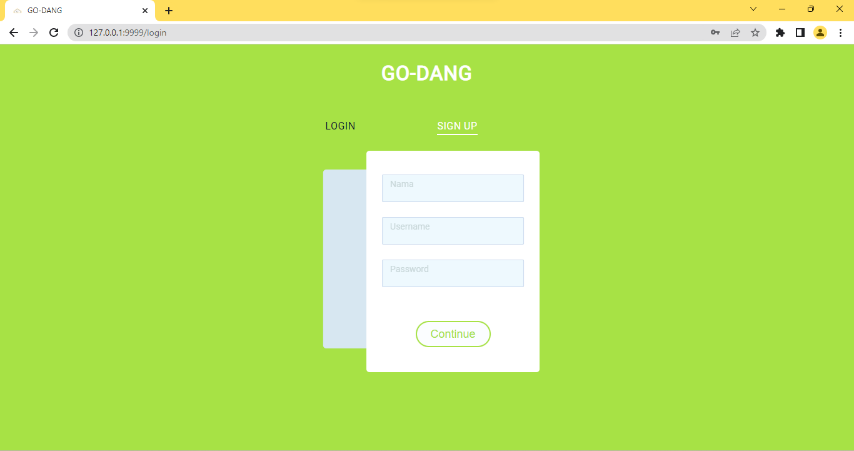 GO-DANG
127.0.0.1:9999/login
GO-DANG
LOGIN
SIGN UP
Nama
Username
Password
Continue